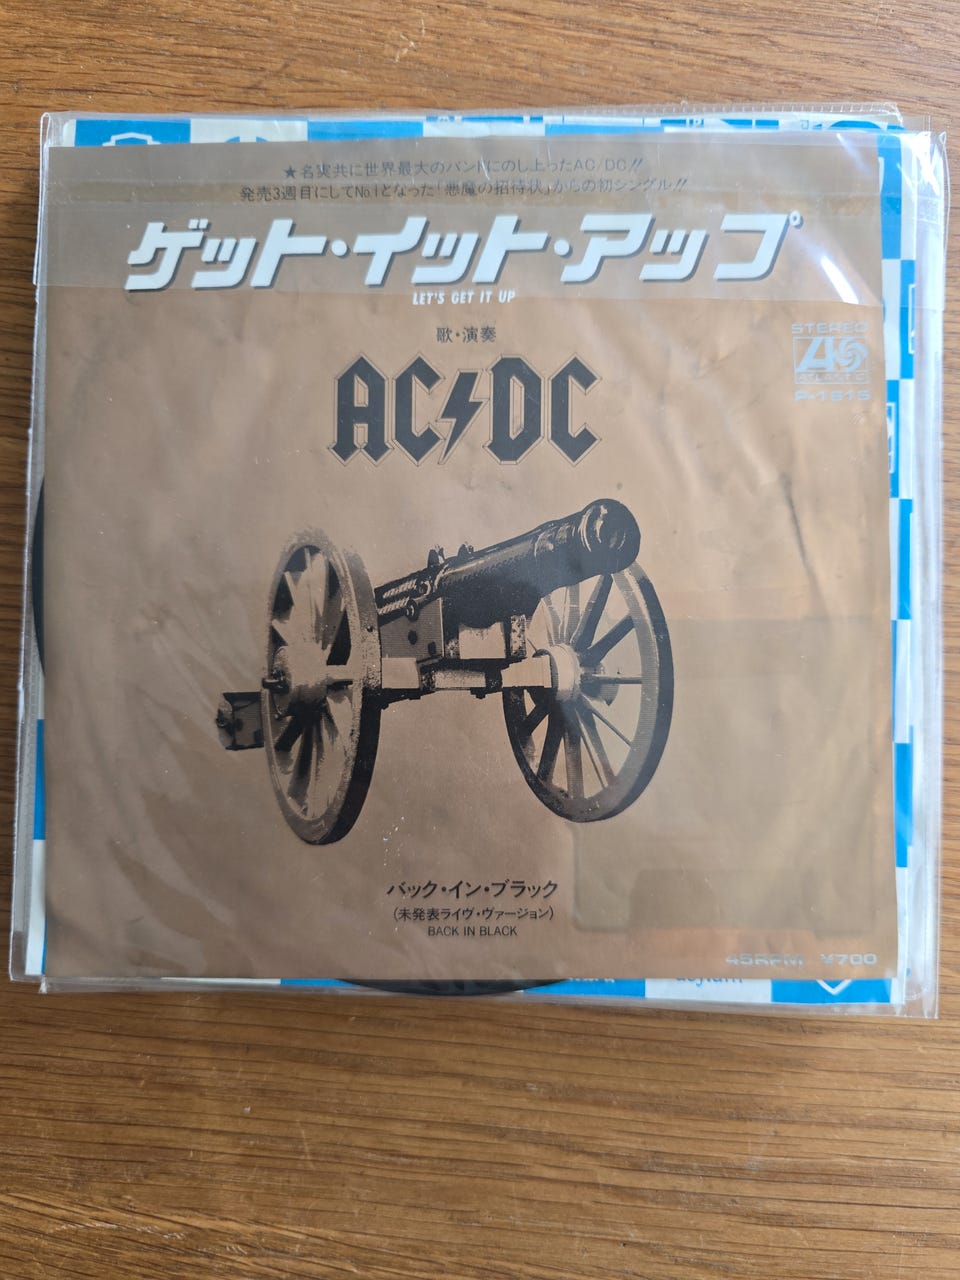 ★名実共に世界最大のバンドにのし上ったAC/DC!!
発売3週目にしてNo.1となった「悪魔の招待状」からの初シングル!!
ゲット・イット・アップ
LET'S GET IT UP
歌・演奏
STEREO
AC/DC
ATLANTIC
P-1615
バック・イン・ブラック
(未発表ライヴ・ヴァージョン)
BACK IN BLACK
45RPM ¥700
asylum